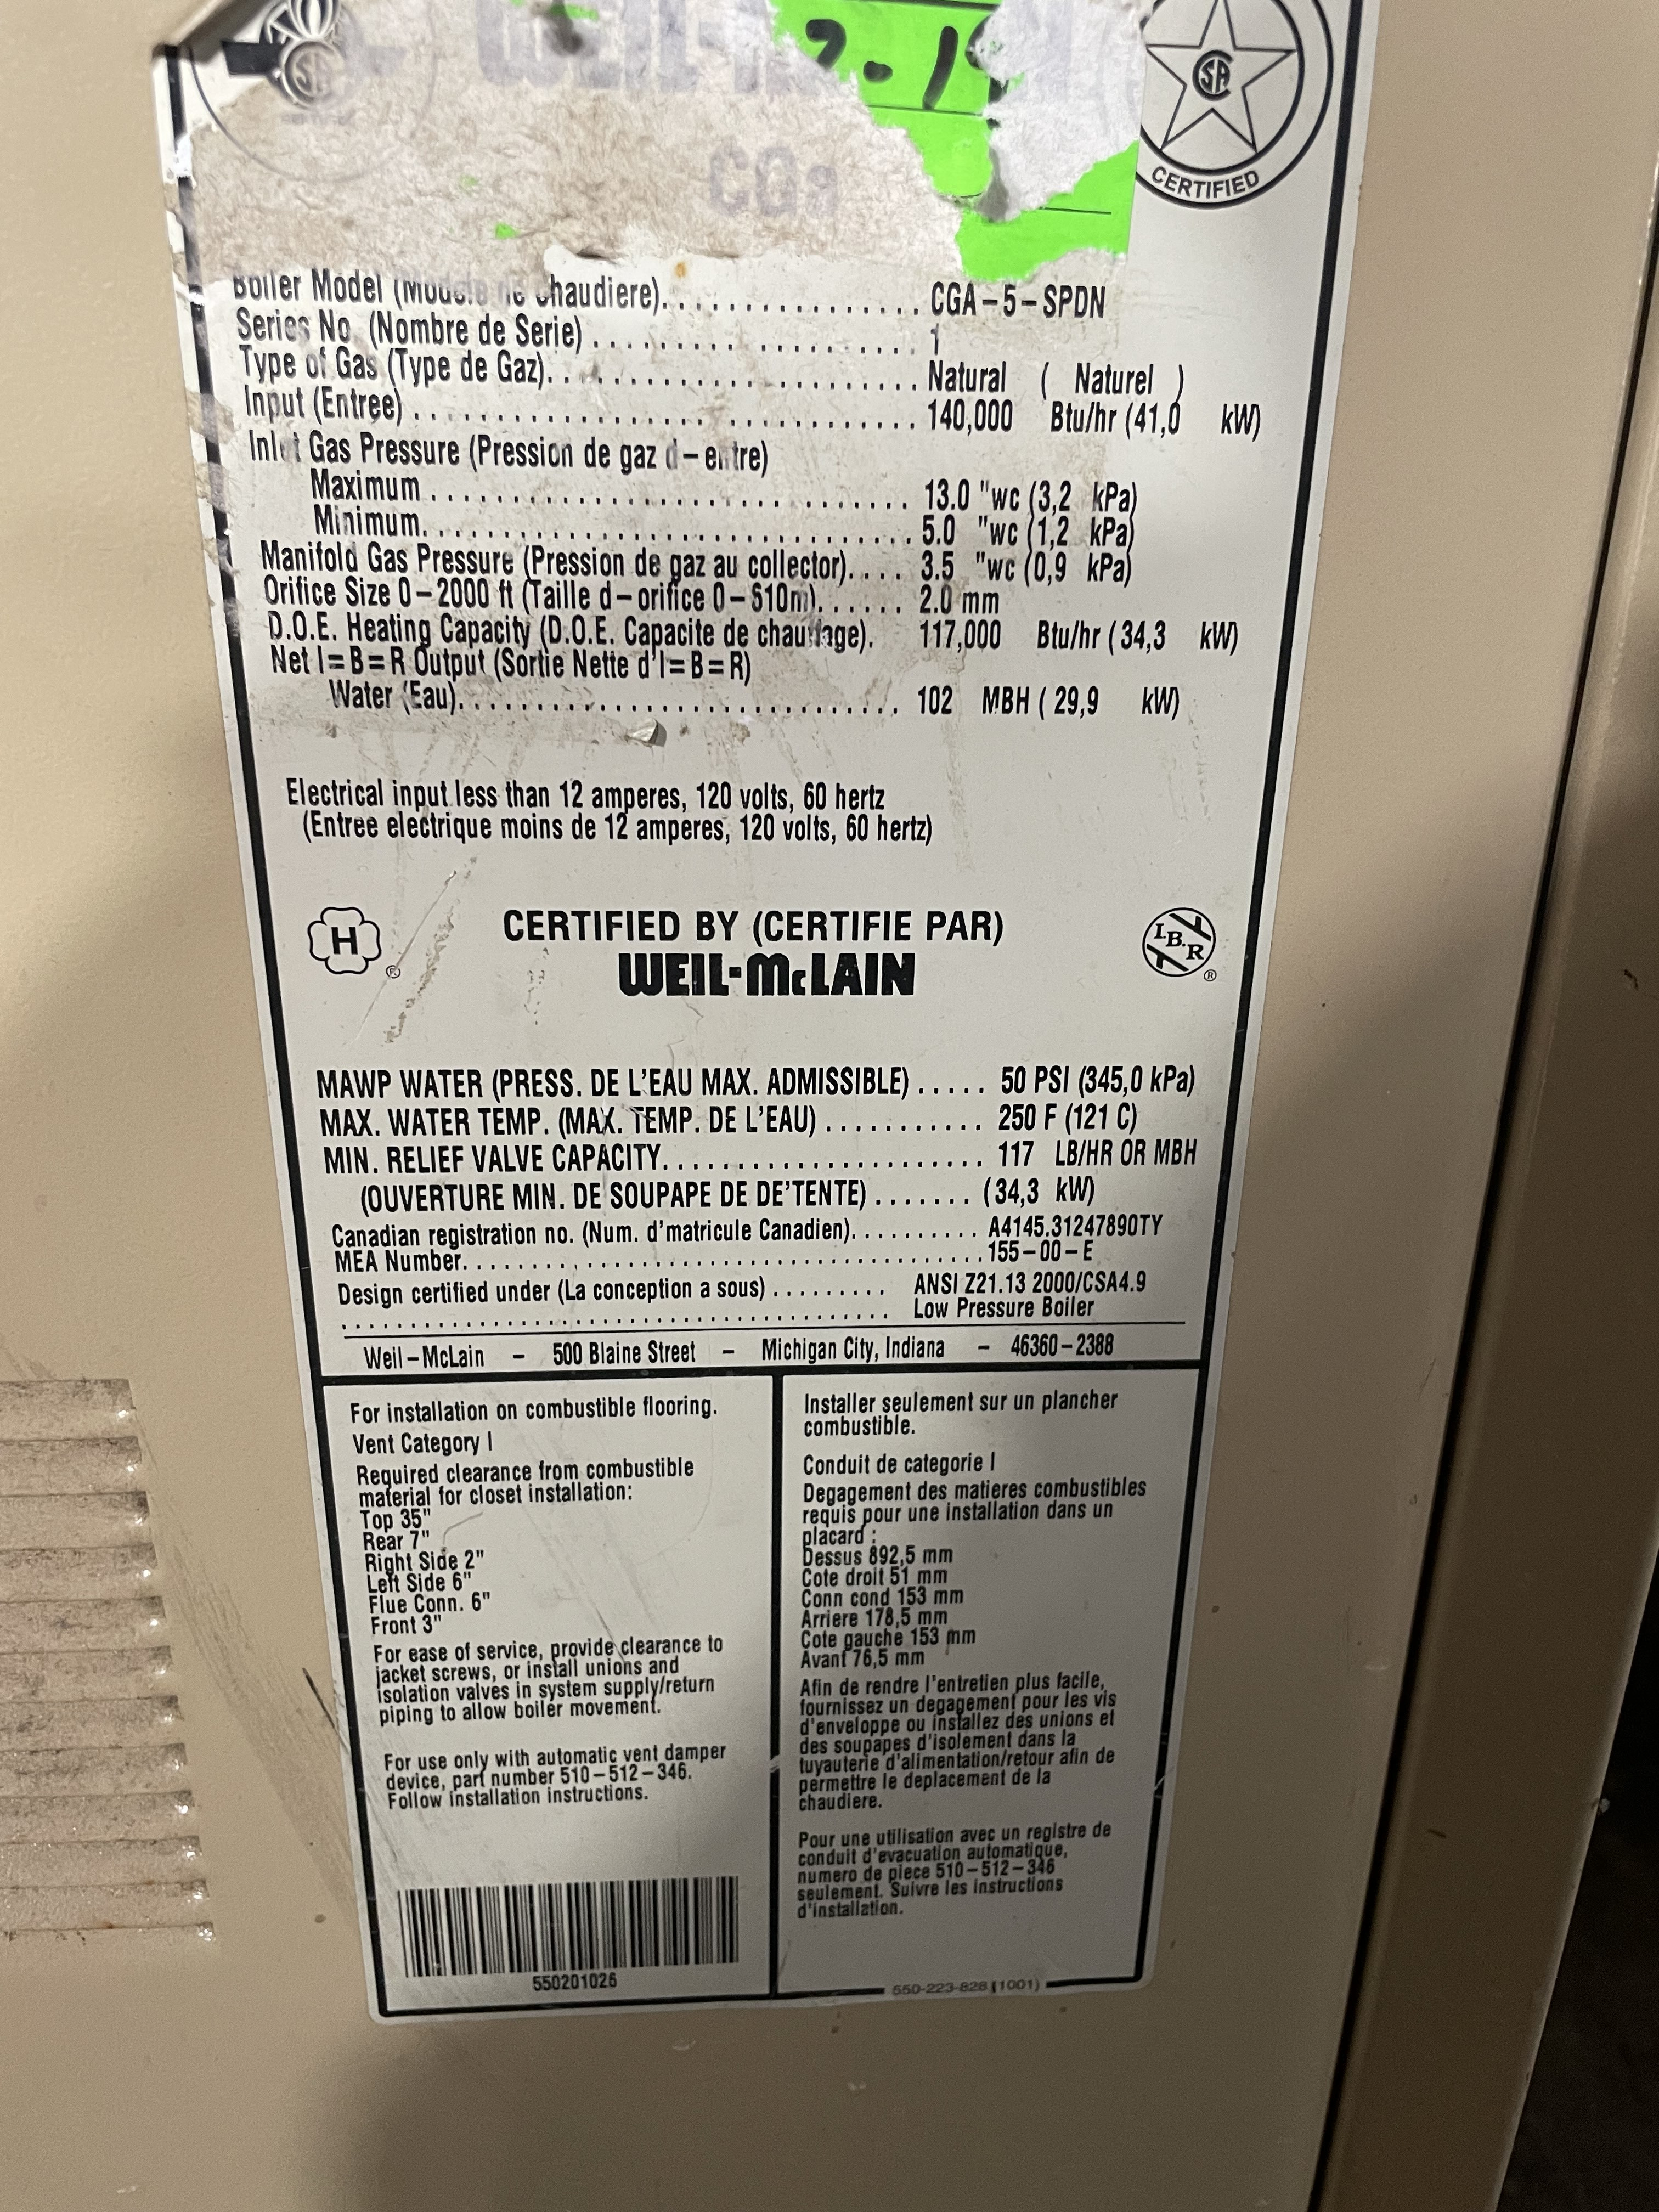 WEIL-M
2-1
CGa
CSA
CERTIFIED
Boiler Model (Modele de chaudiere). . . . . . . . . . . . . . . . CGA-5-SPDN
Series No. (Nombre de Serie) . . . . . . . . . . . . . . . . . . . 1
Type of Gas (Type de Gaz). . . . . . . . . . . . . . . . . . . . . . Natural ( Naturel )
Input (Entree) . . . . . . . . . . . . . . . . . . . . . . . . . . . . . . 140,000 Btu/hr (41,0 kW)
Inlet Gas Pressure (Pression de gaz d-entre)
Maximum . . . . . . . . . . . . . . . . . . . . . . . . . . . . . 13.0 "wc (3,2 kPa)
Minimum. . . . . . . . . . . . . . . . . . . . . . . . . . . . . . 5.0 "wc (1,2 kPa)
Manifold Gas Pressure (Pression de gaz au collector). . . . 3.5 "wc (0,9 kPa)
Orifice Size 0-2000 ft (Taille d-orifice 0-610m). . . . . . 2.0 mm
D.O.E. Heating Capacity (D.O.E. Capacite de chauffage). 117,000 Btu/hr ( 34,3 kW)
Net I=B=R Output (Sortie Nette d'I=B=R)
Water (Eau). . . . . . . . . . . . . . . . . . . . . . . . . . . . . 102 MBH ( 29,9 kW)
Electrical input less than 12 amperes, 120 volts, 60 hertz
(Entree electrique moins de 12 amperes, 120 volts, 60 hertz)
H ®
CERTIFIED BY (CERTIFIE PAR)
WEIL-McLAIN
I=B=R ®
MAWP WATER (PRESS. DE L'EAU MAX. ADMISSIBLE) . . . . . 50 PSI (345,0 kPa)
MAX. WATER TEMP. (MAX. TEMP. DE L'EAU) . . . . . . . . . . . 250 F (121 C)
MIN. RELIEF VALVE CAPACITY. . . . . . . . . . . . . . . . . . . . . . 117 LB/HR OR MBH
(OUVERTURE MIN. DE SOUPAPE DE DE'TENTE) . . . . . . . (34,3 kW)
Canadian registration no. (Num. d'matricule Canadien). . . . . . . . . . A4145.31247890TY
MEA Number. . . . . . . . . . . . . . . . . . . . . . . . . . . . . . . . . . . . . 155-00-E
Design certified under (La conception a sous) . . . . . . . . . ANSI Z21.13 2000/CSA4.9
. . . . . . . . . . . . . . . . . . . . . . . . . . . . . . . . . . . . . . . . Low Pressure Boiler
Weil-McLain - 500 Blaine Street - Michigan City, Indiana - 46360-2388
For installation on combustible flooring.
Vent Category I
Required clearance from combustible
material for closet installation:
Top 35"
Rear 7"
Right Side 2"
Left Side 6"
Flue Conn. 6"
Front 3"
For ease of service, provide clearance to
jacket screws, or install unions and
isolation valves in system supply/return
piping to allow boiler movement.
For use only with automatic vent damper
device, part number 510-512-346.
Follow installation instructions.
550201026
Installer seulement sur un plancher
combustible.
Conduit de categorie I
Degagement des matieres combustibles
requis pour une installation dans un
placard :
Dessus 892,5 mm
Cote droit 51 mm
Conn cond 153 mm
Arriere 178,5 mm
Cote gauche 153 mm
Avant 76,5 mm
Afin de rendre l'entretien plus facile,
fournissez un degagement pour les vis
d'enveloppe ou installez des unions et
des soupapes d'isolement dans la
tuyauterie d'alimentation/retour afin de
permettre le deplacement de la
chaudiere.
Pour une utilisation avec un registre de
conduit d'evacuation automatique,
numero de piece 510-512-346
seulement. Suivre les instructions
d'installation.
550-223-828 (1001)